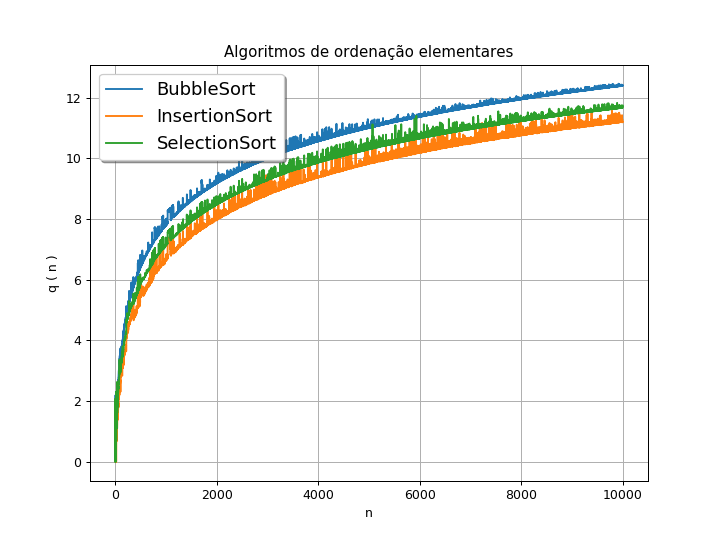 Algoritmos de ordenação elementares
BubbleSort
InsertionSort
SelectionSort
12
10
8
6
4
2
0
q ( n )
0 2000 4000 6000 8000 10000
n